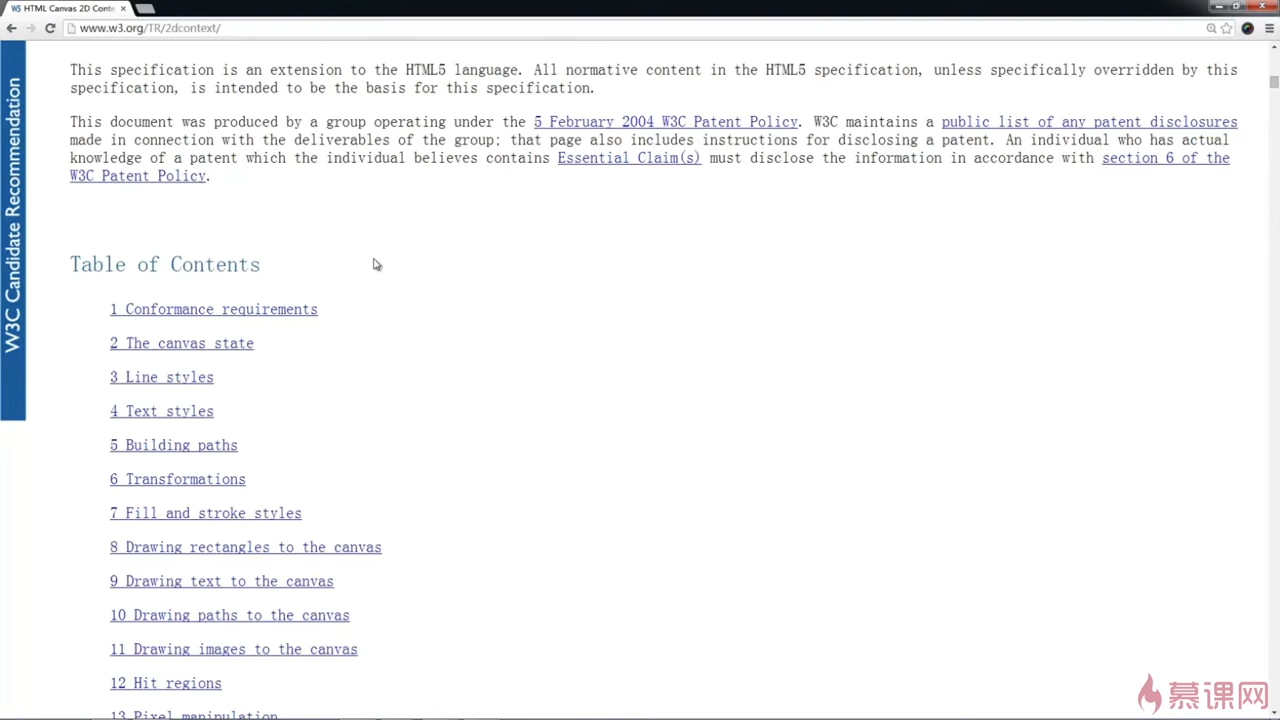 W3 HTML Canvas 2D Conte
www.w3.org/TR/2dcontext/
W3C Candidate Recommendation
This specification is an extension to the HTML5 language. All normative content in the HTML5 specification, unless specifically overridden by this
specification, is intended to be the basis for this specification.
This document was produced by a group operating under the 5 February 2004 W3C Patent Policy. W3C maintains a public list of any patent disclosures
made in connection with the deliverables of the group; that page also includes instructions for disclosing a patent. An individual who has actual
knowledge of a patent which the individual believes contains Essential Claim(s) must disclose the information in accordance with section 6 of the
W3C Patent Policy.
Table of Contents
1 Conformance requirements
2 The canvas state
3 Line styles
4 Text styles
5 Building paths
6 Transformations
7 Fill and stroke styles
8 Drawing rectangles to the canvas
9 Drawing text to the canvas
10 Drawing paths to the canvas
11 Drawing images to the canvas
12 Hit regions
13 Pixel manipulation
慕课网